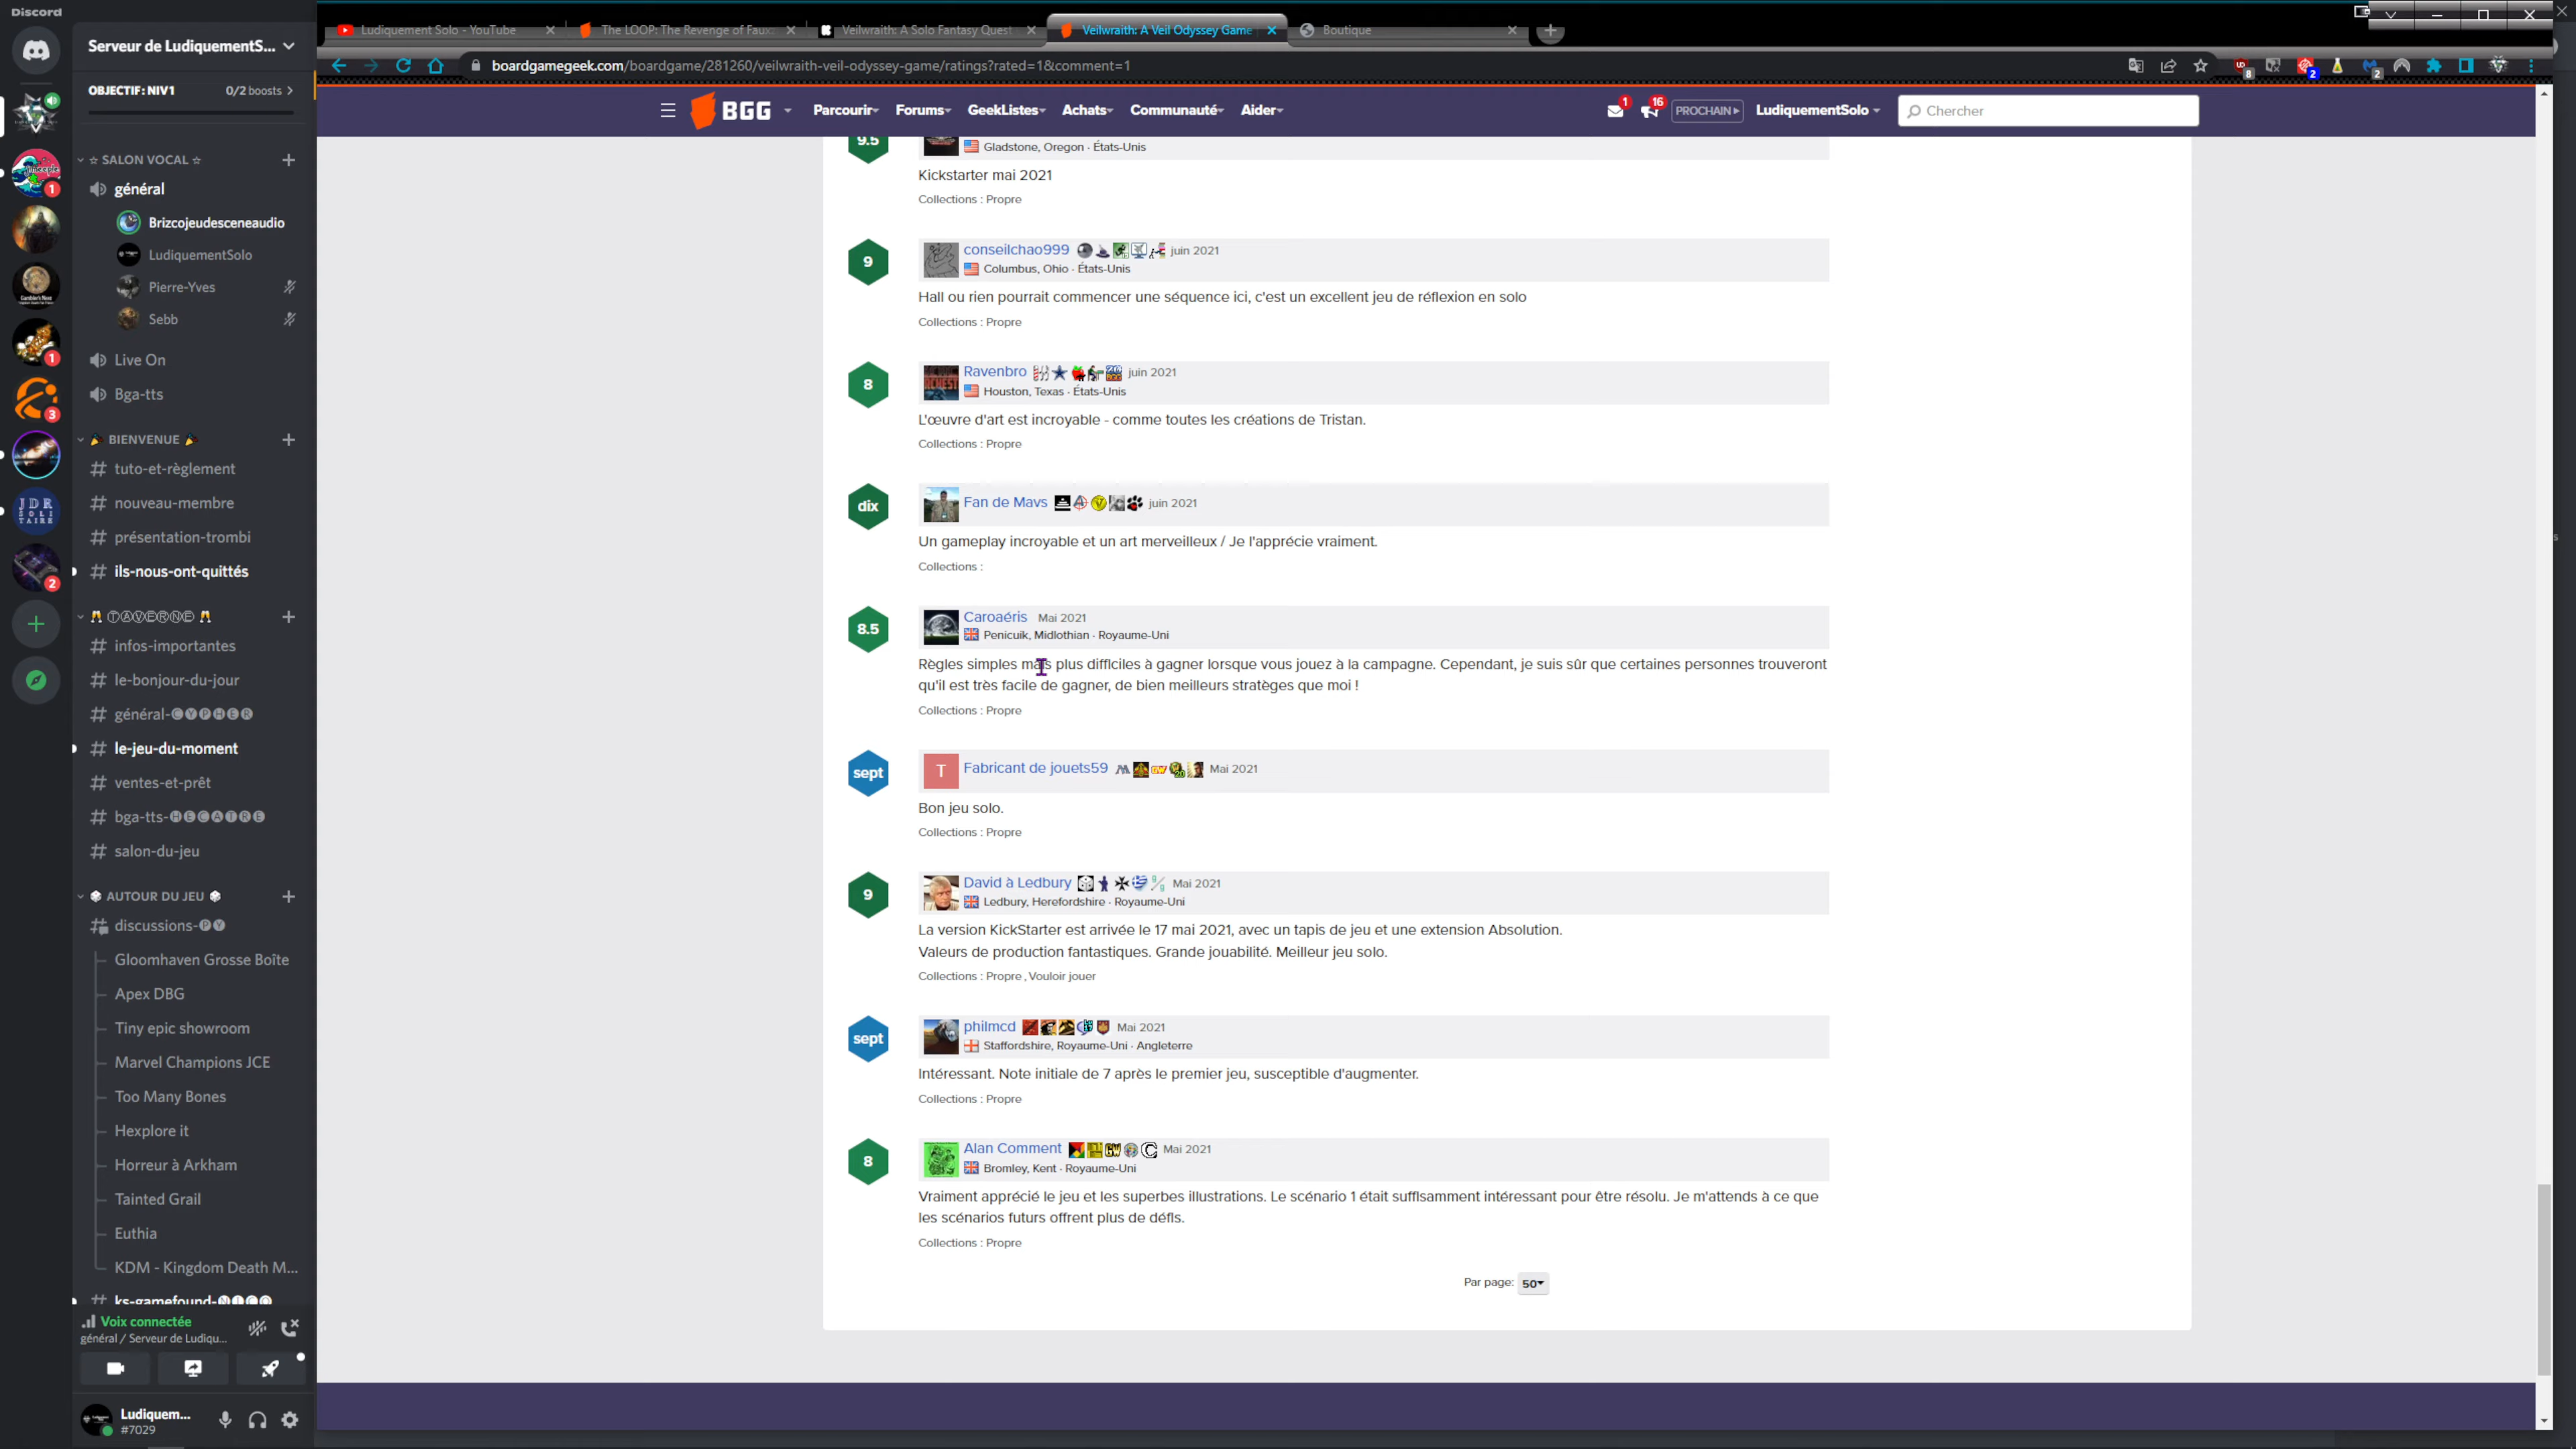 Discord
Serveur de LudiquementS...
OBJECTIF: NIV 1 0/2 boosts
☆ SALON VOCAL ☆
général
Brizcojeudesceneaudio
LudiquementSolo
Pierre-Yves
Sebb
Live On
Bga-tts
BIENVENUE
tuto-et-règlement
nouveau-membre
présentation-trombi
ils-nous-ont-quittés
ⓉⒶⓋⒺⓇⓃⒺ
infos-importantes
le-bonjour-du-jour
général-🅒🅨🅟🅗🅔🅡
le-jeu-du-moment
ventes-et-prêt
bga-tts-🅗🅔🅒🅐🅣🅡🅔
salon-du-jeu
AUTOUR DU JEU
discussions-🅟🅨
Gloomhaven Grosse Boite
Apex DBG
Tiny epic showroom
Marvel Champions JCE
Too Many Bones
Hexplore it
Horreur à Arkham
Tainted Grail
Euthia
KDM - Kingdom Death M...
ks-gamefound-🅝🅘🅒🅞
Voix connectée
général / Serveur de Ludiqu...
Ludiquem...
#7029
JDR
SOLI
TAIRE
1
1
3
2
Ludiquement Solo - YouTube
The LOOP: The Revenge of Faux
Veilwraith: A Solo Fantasy Quest
Veilwraith: A Veil Odyssey Game
Boutique
boardgamegeek.com/boardgame/281260/veilwraith-veil-odyssey-game/ratings?rated=1&comment=1
8
2
2
BGG
Parcourir
Forums
GeekListes
Achats
Communauté
Aider
1
16
PROCHAIN
LudiquementSolo
Chercher
9.5
Gladstone, Oregon · États-Unis
Kickstarter mai 2021
Collections : Propre
9
conseilchao999 juin 2021
Columbus, Ohio · États-Unis
Hall ou rien pourrait commencer une séquence ici, c'est un excellent jeu de réflexion en solo
Collections : Propre
8
Ravenbro juin 2021
Houston, Texas · États-Unis
L'œuvre d'art est incroyable - comme toutes les créations de Tristan.
Collections : Propre
dix
Fan de Mavs juin 2021
Un gameplay incroyable et un art merveilleux / Je l'apprécie vraiment.
Collections :
8.5
Caroaéris Mai 2021
Penicuik, Midlothian · Royaume-Uni
Règles simples mais plus difficiles à gagner lorsque vous jouez à la campagne. Cependant, je suis sûr que certaines personnes trouveront
qu'il est très facile de gagner, de bien meilleurs stratèges que moi !
Collections : Propre
sept
T
Fabricant de jouets59 Mai 2021
Bon jeu solo.
Collections : Propre
9
David à Ledbury Mai 2021
Ledbury, Herefordshire · Royaume-Uni
La version KickStarter est arrivée le 17 mai 2021, avec un tapis de jeu et une extension Absolution.
Valeurs de production fantastiques. Grande jouabilité. Meilleur jeu solo.
Collections : Propre , Vouloir jouer
sept
philmcd Mai 2021
Staffordshire, Royaume-Uni · Angleterre
Intéressant. Note initiale de 7 après le premier jeu, susceptible d'augmenter.
Collections : Propre
8
Alan Comment Mai 2021
Bromley, Kent · Royaume-Uni
Vraiment apprécié le jeu et les superbes illustrations. Le scénario 1 était suffisamment intéressant pour être résolu. Je m'attends à ce que
les scénarios futurs offrent plus de défis.
Collections : Propre
Par page: 50